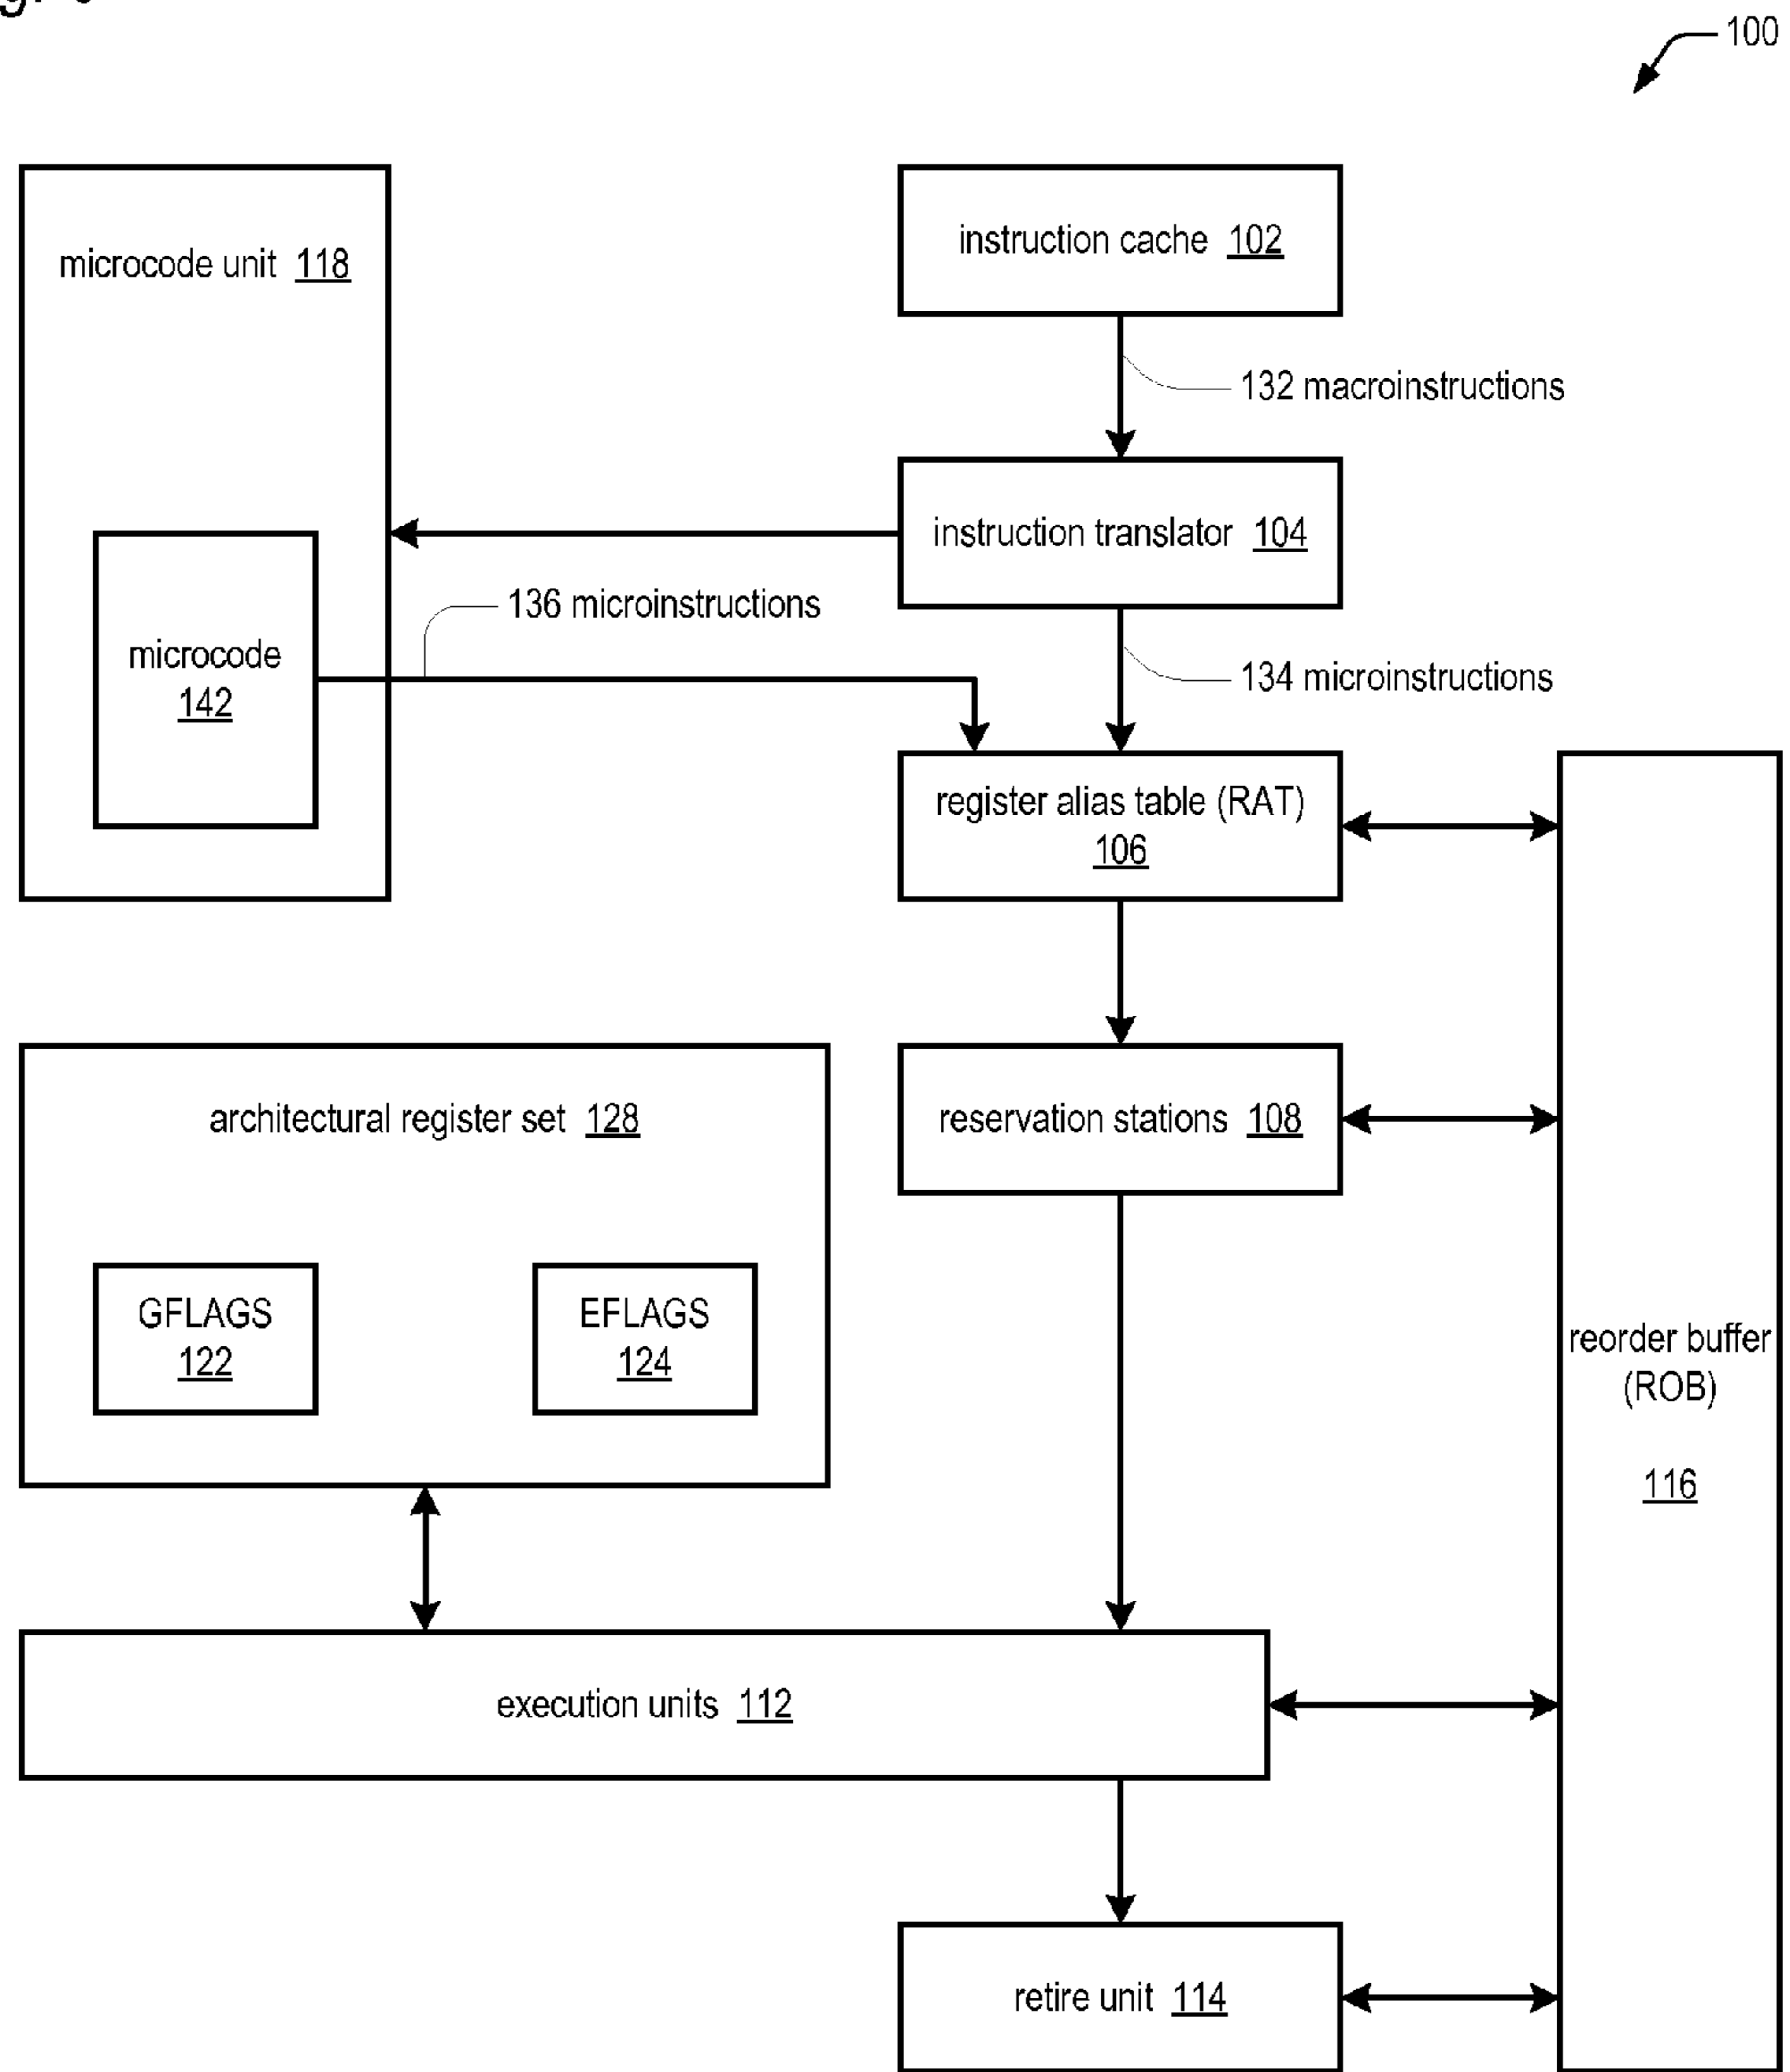 100
microcode unit 118
instruction cache 102
132 macroinstructions
instruction translator 104
136 microinstructions
microcode
142
134 microinstructions
register alias table (RAT)
106
architectural register set 128
reservation stations 108
GFLAGS
122
EFLAGS
124
reorder buffer
(ROB)
116
execution units 112
retire unit 114